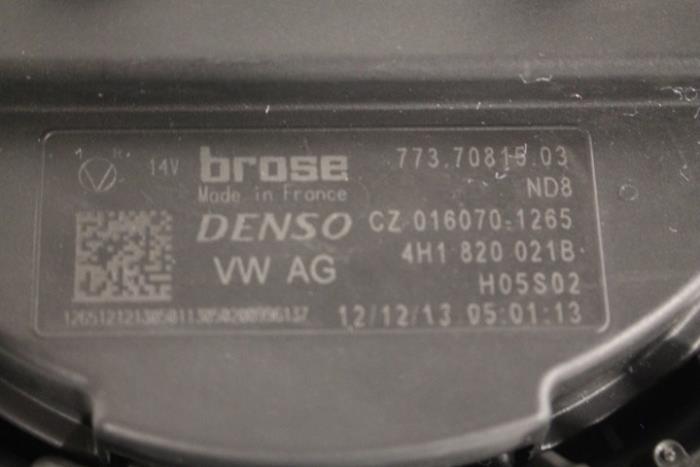 14V brose 773.70815.03
Made in France ND8
DENSO CZ 016070-1265
VW AG 4H1 820 021B
H05S02
12/12/13 05:01:13